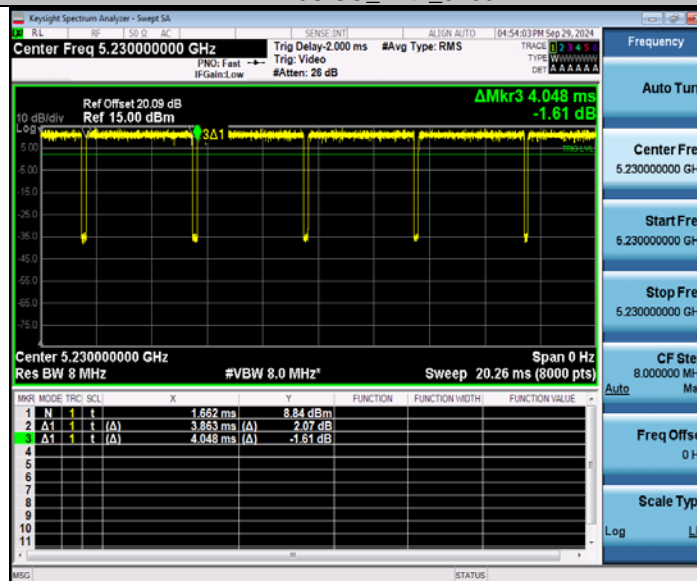 Keysight Spectrum Analyzer - Swept SA
RL RF 50 Ω AC SENSE:INT ALIGN AUTO 04:54:03 PM Sep 29, 2024
Center Freq 5.230000000 GHz
PNO: Fast
IFGain:Low
Trig Delay-2.000 ms
Trig: Video
#Atten: 26 dB
#Avg Type: RMS
TRACE 1 2 3 4 5 6
TYPE WWWWWW
DET A A A A A A
Ref Offset 20.09 dB
10 dB/div Ref 15.00 dBm
ΔMkr3 4.048 ms
-1.61 dB
Log
3Δ1
TRIG LVL
5.00
-5.00
-15.0
-25.0
-35.0
-45.0
-55.0
-65.0
-75.0
Center 5.230000000 GHz Span 0 Hz
Res BW 8 MHz #VBW 8.0 MHz* Sweep 20.26 ms (8000 pts)
MKR MODE TRC SCL X Y FUNCTION FUNCTION WIDTH FUNCTION VALUE
1 N 1 t 1.662 ms 8.84 dBm
2 Δ1 1 t (Δ) 3.863 ms (Δ) 2.07 dB
3 Δ1 1 t (Δ) 4.048 ms (Δ) -1.61 dB
4
5
6
7
8
9
10
11
MSG STATUS
Frequency
Auto Tun
Center Fre
5.230000000 GH
Start Fre
5.230000000 GH
Stop Fre
5.230000000 GH
CF Ste
8.000000 MH
Auto Ma
Freq Offse
0 H
Scale Typ
Log Li